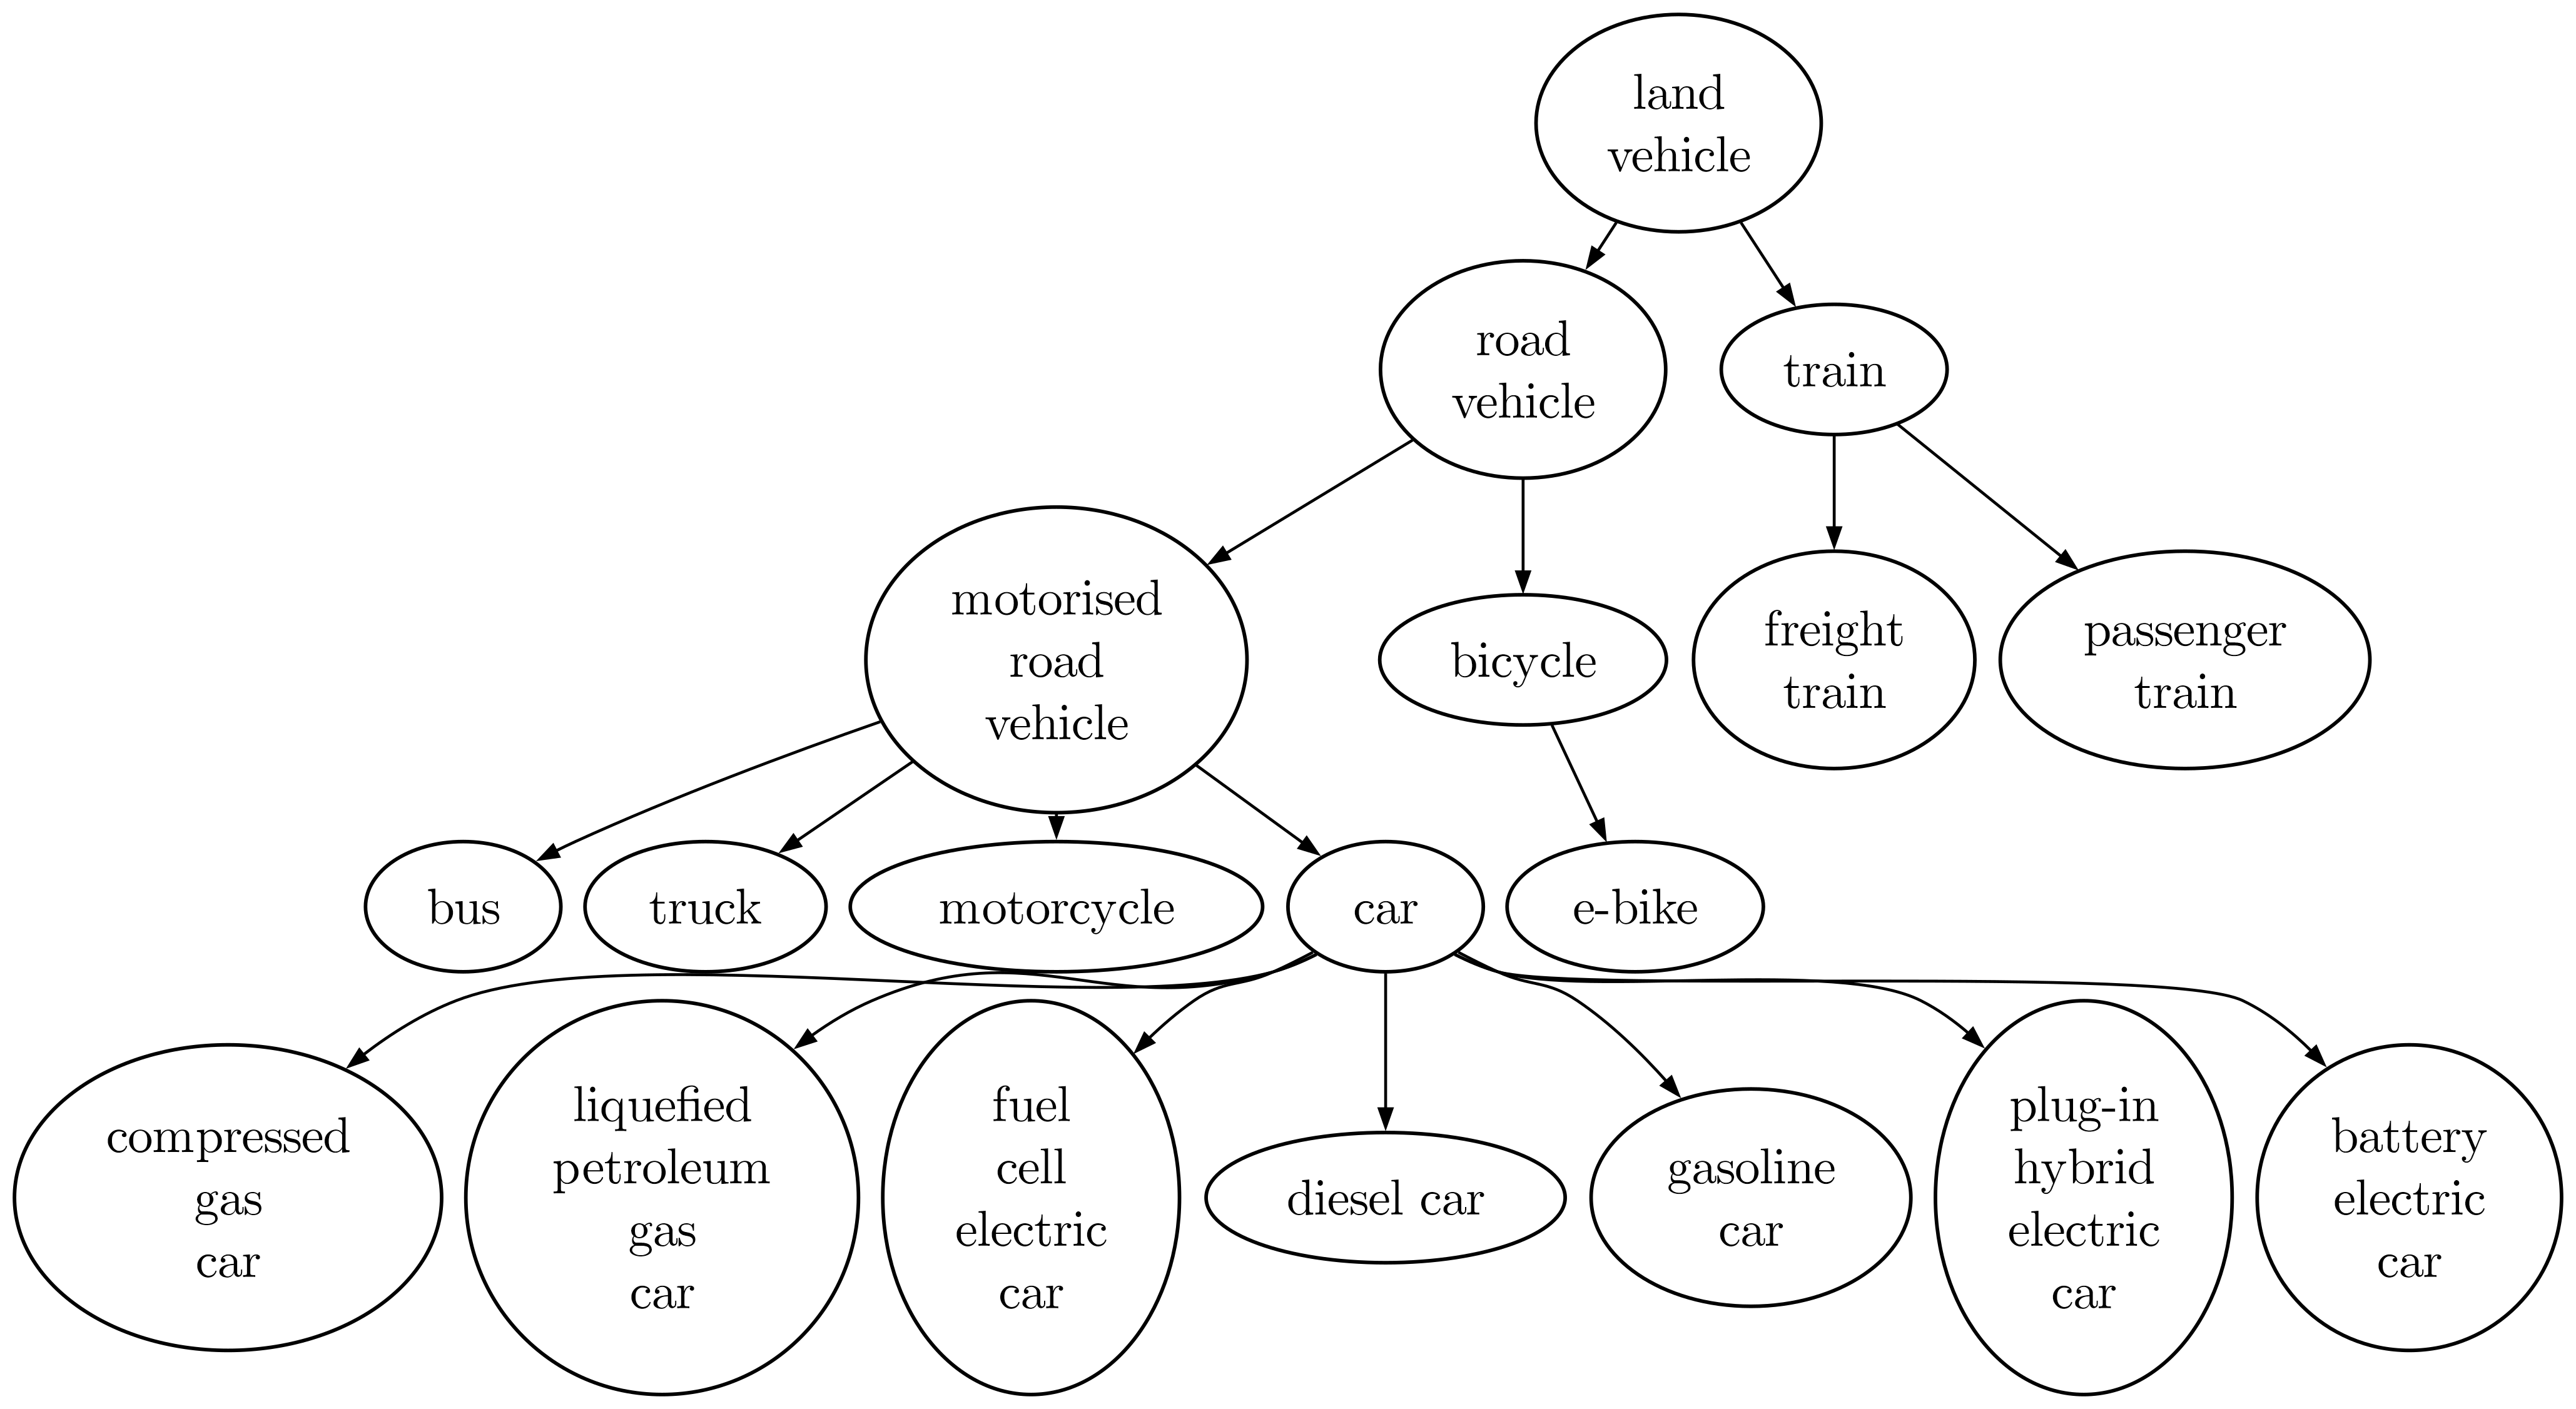 land
vehicle
road
vehicle
train
motorised
road
vehicle
bicycle
freight
train
passenger
train
bus
truck
motorcycle
car
e-bike
compressed
gas
car
liquefied
petroleum
gas
car
fuel
cell
electric
car
diesel car
gasoline
car
plug-in
hybrid
electric
car
battery
electric
car